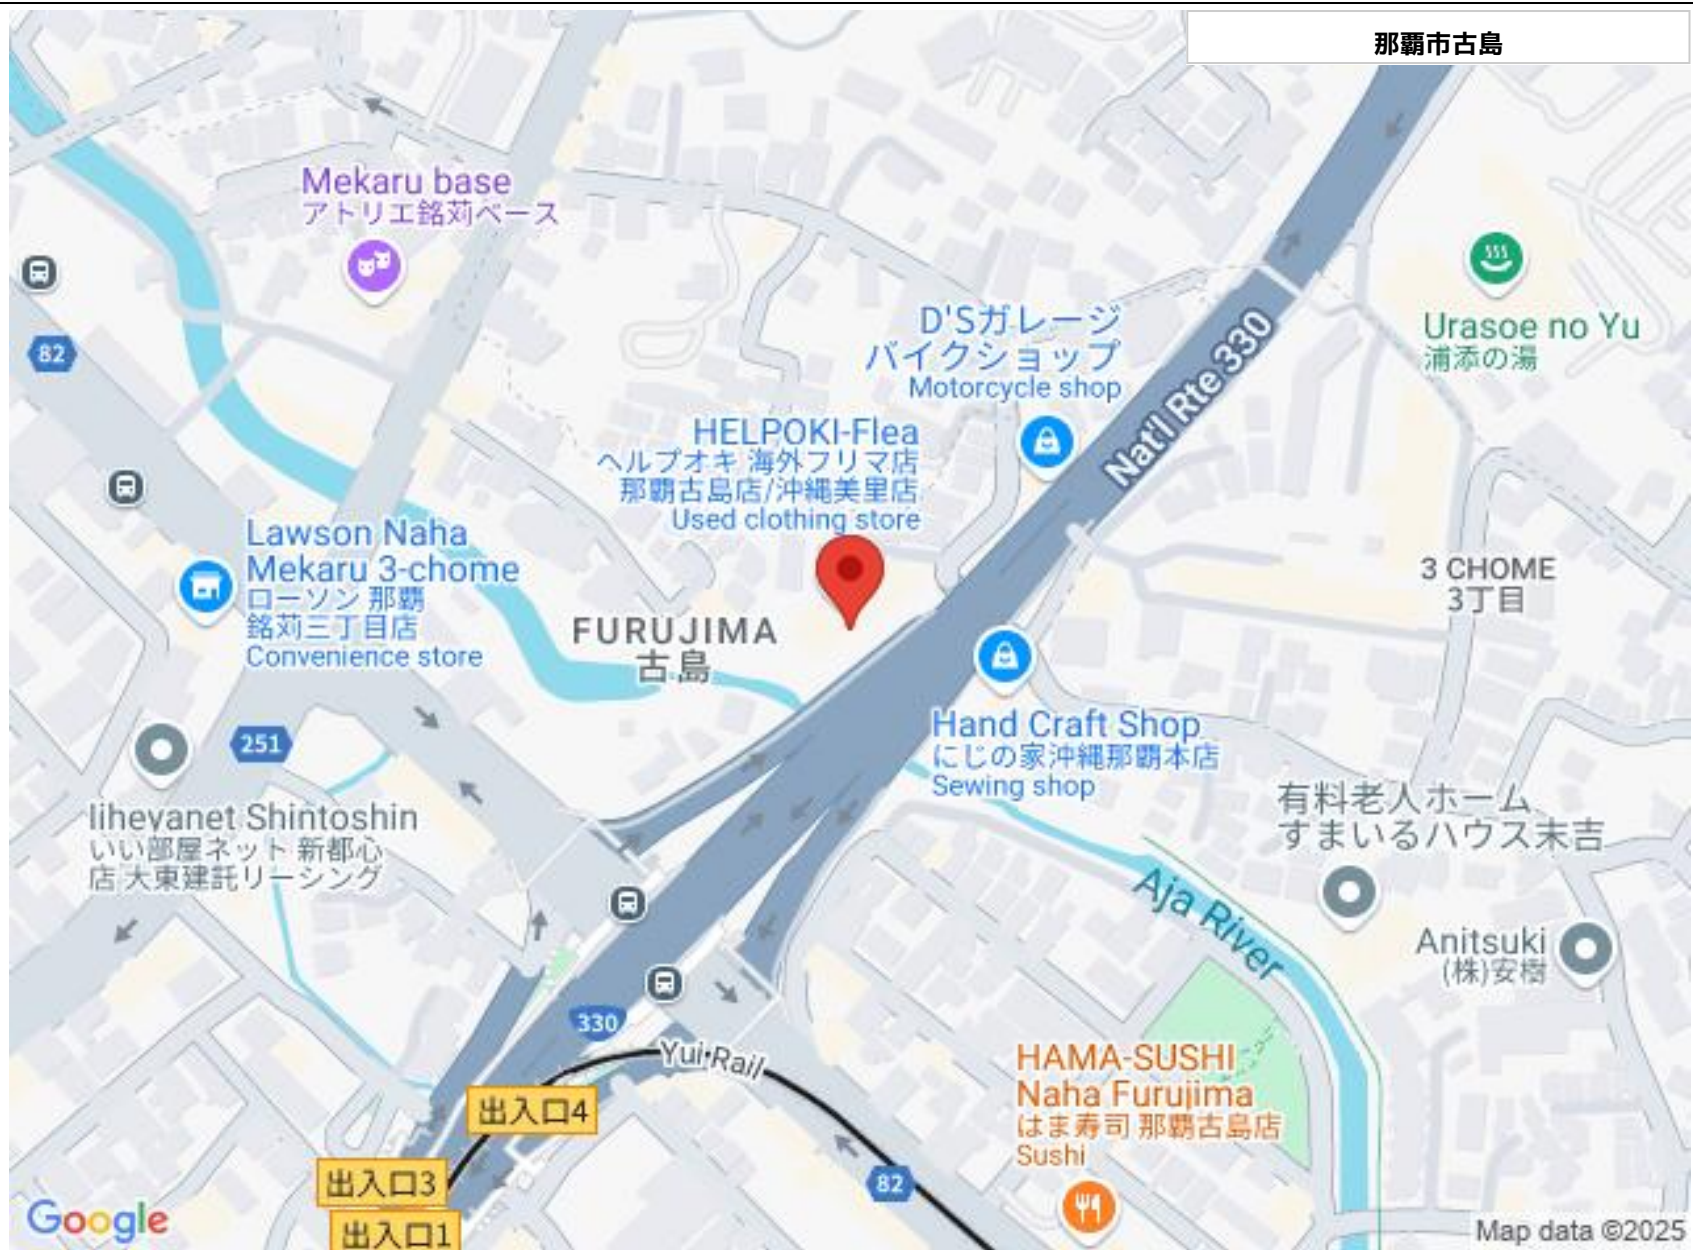 那覇市古島
Mekaru base
アトリエ銘苅ベース
82
D'Sガレージ
バイクショップ
Motorcycle shop
Nat'l Rte 330
Urasoe no Yu
浦添の湯
HELPOKI-Flea
ヘルプオキ 海外フリマ店
那覇古島店/沖縄美里店
Used clothing store
Lawson Naha
Mekaru 3-chome
ローソン 那覇
銘苅三丁目店
Convenience store
FURUJIMA
古島
3 CHOME
3丁目
251
Hand Craft Shop
にじの家沖縄那覇本店
Sewing shop
Iiheyanet Shintoshin
いい部屋ネット 新都心
店 大東建託リーシング
有料老人ホーム
すまいるハウス末吉
Aja River
Anitsuki
(株)安樹
330
Yui Rail
HAMA-SUSHI
Naha Furujima
はま寿司 那覇古島店
Sushi
出入口4
出入口3
82
出入口1
Google
Map data ©2025